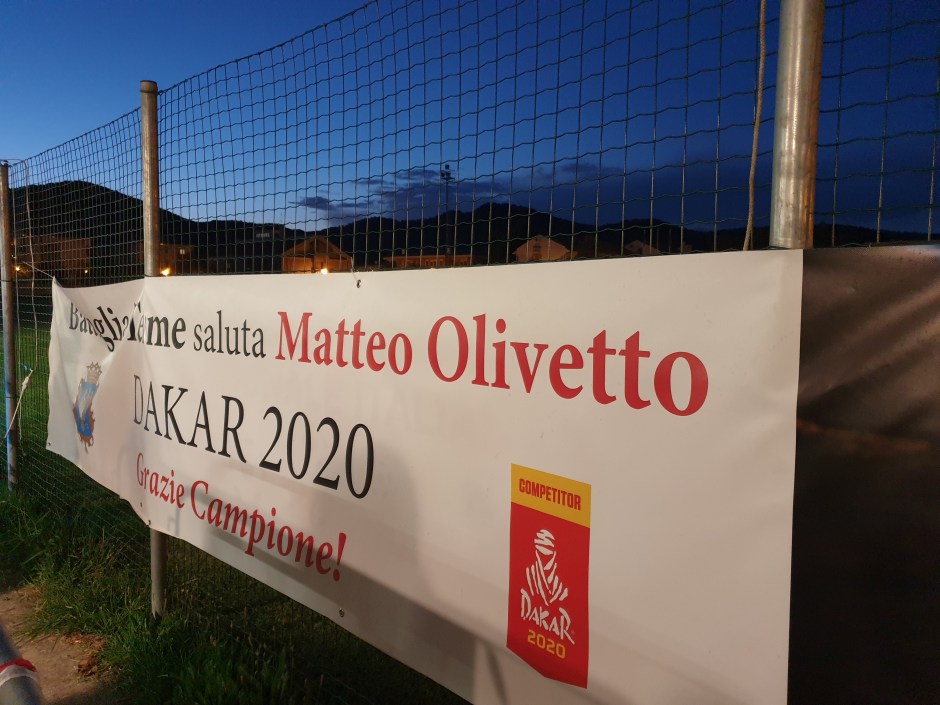 saluta Matteo Olivetto
DAKAR 2020
Grazie Campione!
COMPETITOR
DAKAR
2020